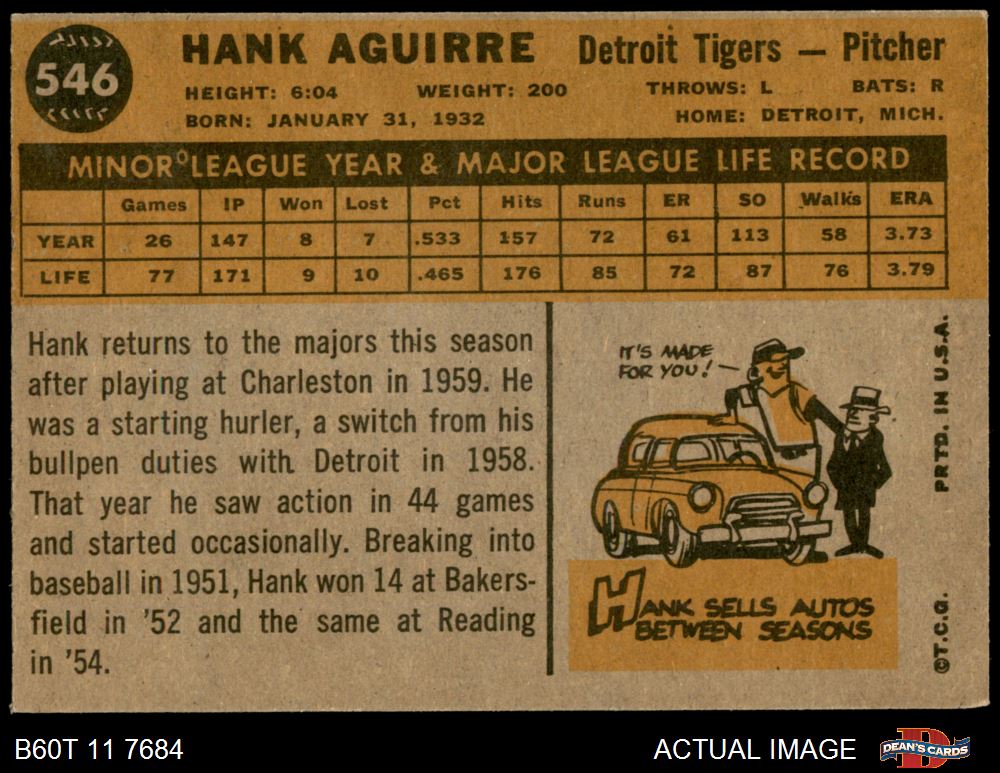 546
HANK AGUIRRE Detroit Tigers — Pitcher
HEIGHT: 6:04 WEIGHT: 200 THROWS: L BATS: R
BORN: JANUARY 31, 1932 HOME: DETROIT, MICH.
MINOR LEAGUE YEAR & MAJOR LEAGUE LIFE RECORD
Games IP Won Lost Pct Hits Runs ER SO Walks ERA
YEAR 26 147 8 7 .533 157 72 61 113 58 3.73
LIFE 77 171 9 10 .465 176 85 72 87 76 3.79
Hank returns to the majors this season
after playing at Charleston in 1959. He
was a starting hurler, a switch from his
bullpen duties with Detroit in 1958.
That year he saw action in 44 games
and started occasionally. Breaking into
baseball in 1951, Hank won 14 at Bakers-
field in '52 and the same at Reading
in '54.
IT'S MADE
FOR YOU!
HANK SELLS AUTOS
BETWEEN SEASONS
PRTD. IN U.S.A.
©T.C.G.
B60T 11 7684 ACTUAL IMAGE DEAN'S CARDS